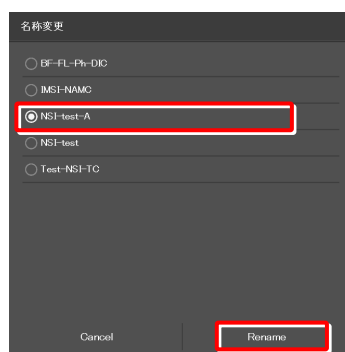 名称変更
BF-FL-Ph-DIC
IMSI-NAMC
NSI-test-A
NSI-test
Test-NSI-TC
Cancel
Rename